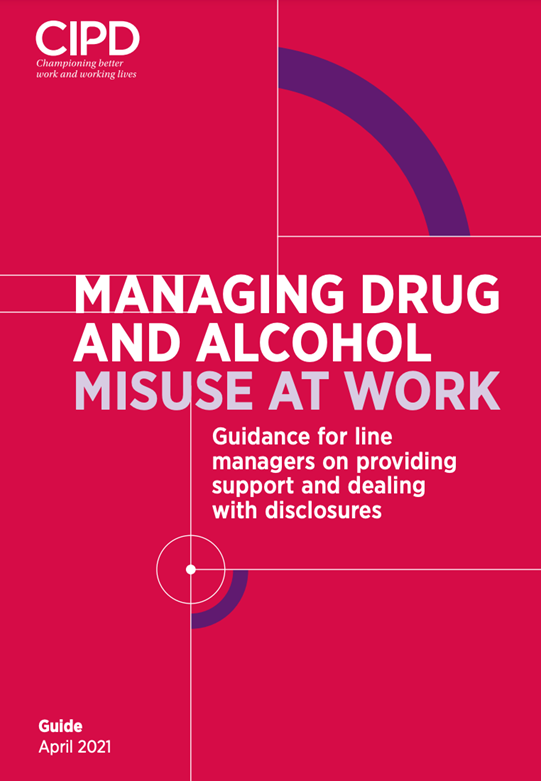 CIPD
Championing better
work and working lives
MANAGING DRUG
AND ALCOHOL
MISUSE AT WORK
Guidance for line
managers on providing
support and dealing
with disclosures
Guide
April 2021